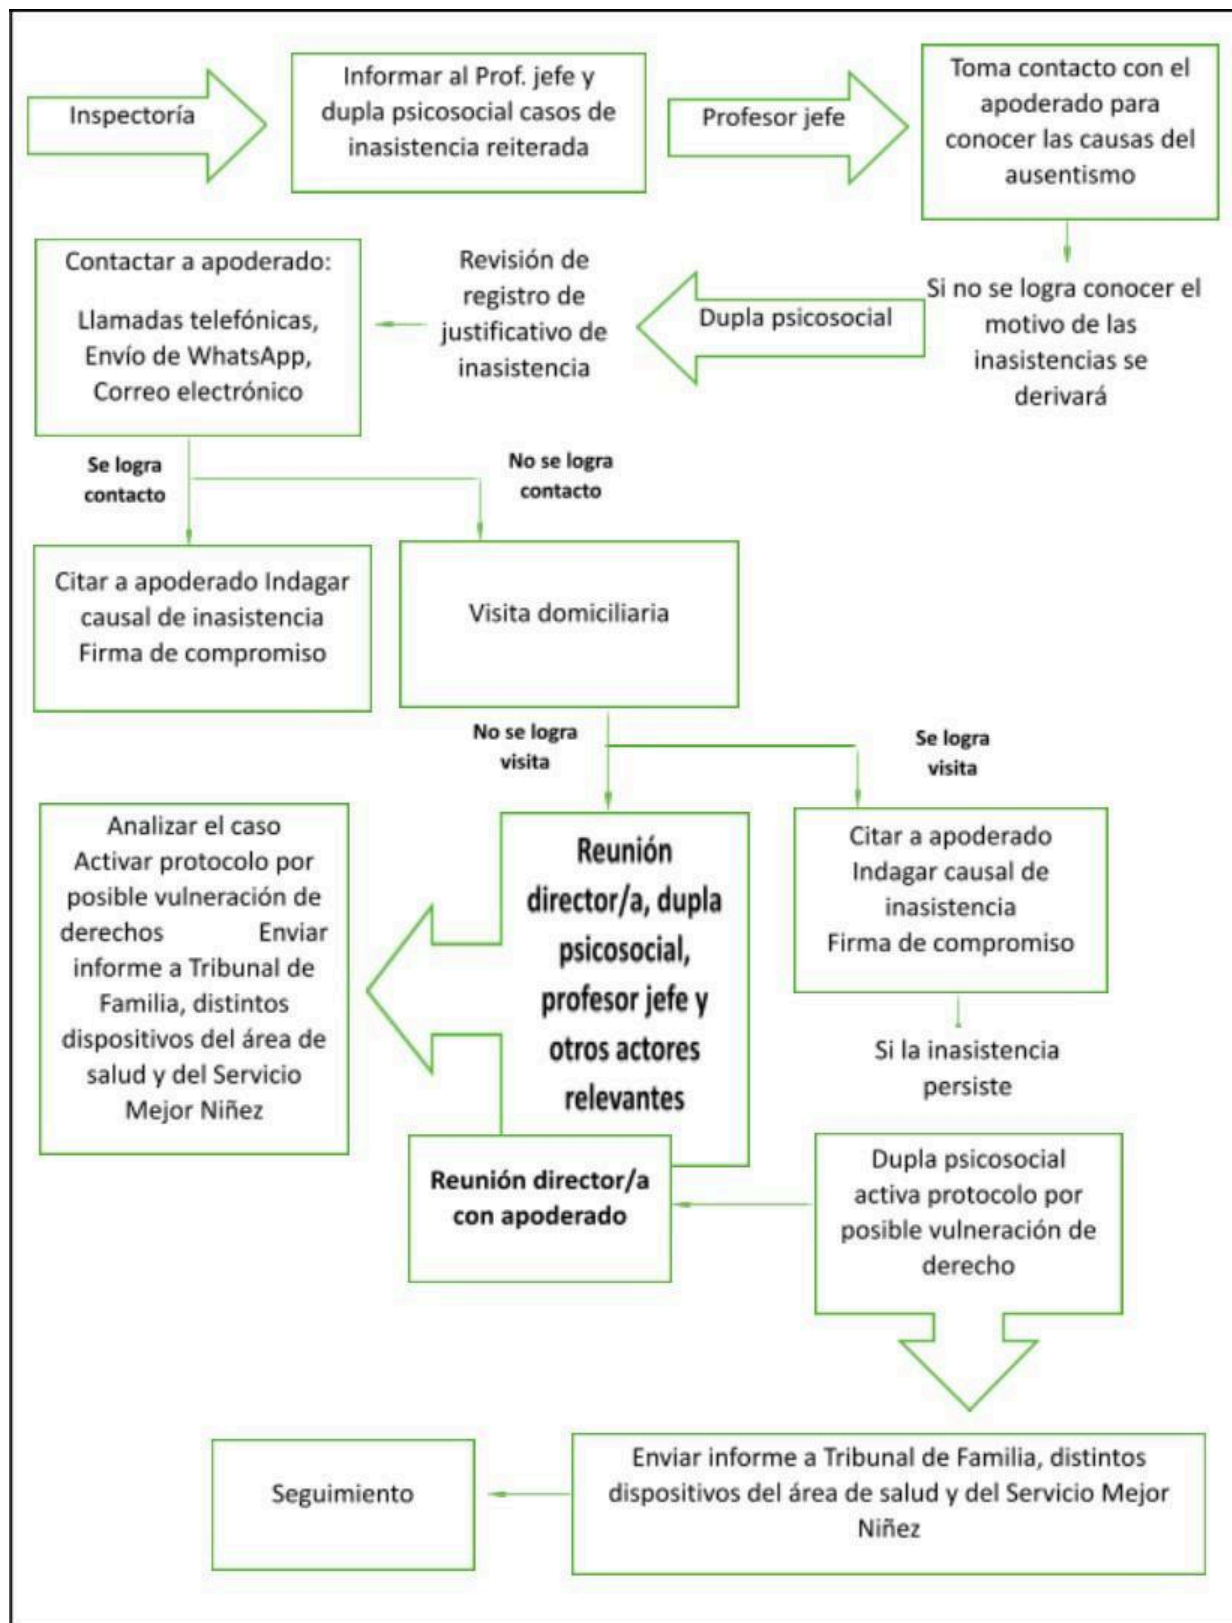 Inspectoría
Informar al Prof. jefe y
dupla psicosocial casos de
inasistencia reiterada
Profesor jefe
Toma contacto con el
apoderado para
conocer las causas del
ausentismo
Si no se logra conocer el
motivo de las
inasistencias se
derivará
Dupla psicosocial
Revisión de
registro de
justificativo de
inasistencia
Contactar a apoderado:
Llamadas telefónicas,
Envío de WhatsApp,
Correo electrónico
Se logra
contacto
No se logra
contacto
Citar a apoderado Indagar
causal de inasistencia
Firma de compromiso
Visita domiciliaria
No se logra
visita
Se logra
visita
Analizar el caso
Activar protocolo por
posible vulneración de
derechos Enviar
informe a Tribunal de
Familia, distintos
dispositivos del área de
salud y del Servicio
Mejor Niñez
Reunión
director/a, dupla
psicosocial,
profesor jefe y
otros actores
relevantes
Citar a apoderado
Indagar causal de
inasistencia
Firma de compromiso
Si la inasistencia
persiste
Reunión director/a
con apoderado
Dupla psicosocial
activa protocolo por
posible vulneración de
derecho
Enviar informe a Tribunal de Familia, distintos
dispositivos del área de salud y del Servicio Mejor
Niñez
Seguimiento